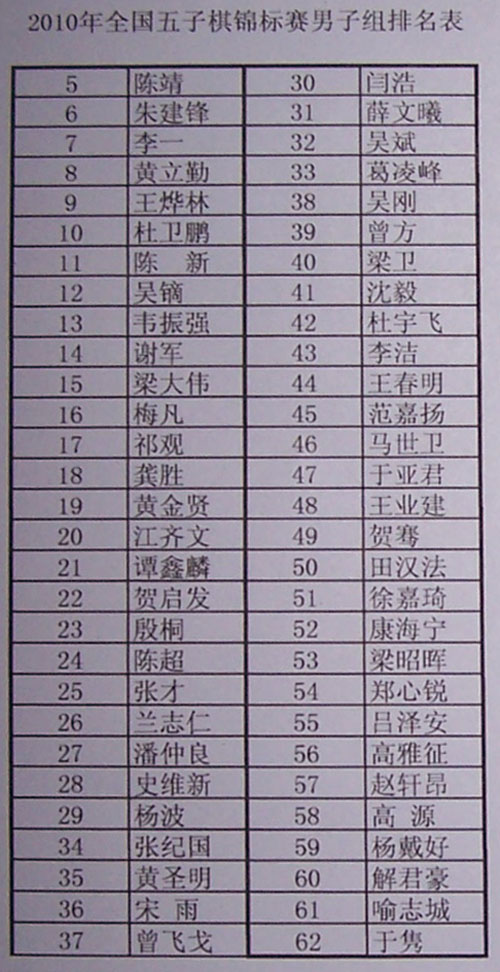 2010年全国五子棋锦标赛男子组排名表
5 陈靖 30 闫浩
6 朱建锋 31 薛文曦
7 李一 32 吴斌
8 黄立勤 33 葛凌峰
9 王烨林 38 吴刚
10 杜卫鹏 39 曾方
11 陈 新 40 梁卫
12 吴镝 41 沈毅
13 韦振强 42 杜宇飞
14 谢军 43 李洁
15 梁大伟 44 王春明
16 梅凡 45 范嘉扬
17 祁观 46 马世卫
18 龚胜 47 于亚君
19 黄金贤 48 王业建
20 江齐文 49 贺骞
21 谭鑫麟 50 田汉法
22 贺启发 51 徐嘉琦
23 殷桐 52 康海宁
24 陈超 53 梁昭晖
25 张才 54 郑心锐
26 兰志仁 55 吕泽安
27 潘仲良 56 高雅征
28 史维新 57 赵轩昂
29 杨波 58 高 源
34 张纪国 59 杨戴好
35 黄圣明 60 解君豪
36 宋 雨 61 喻志城
37 曾飞戈 62 于隽